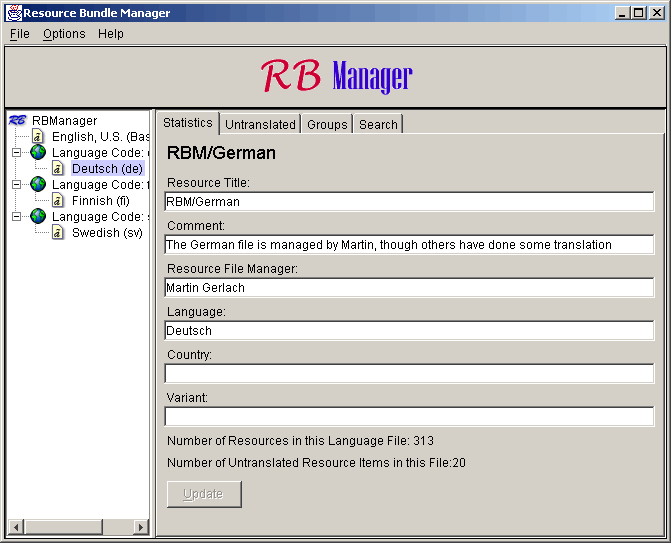 Resource Bundle Manager
File Options Help
RB Manager
RB RBManager
English, U.S. (Bas
Language Code:
Deutsch (de)
Language Code: f
Finnish (fi)
Language Code: s
Swedish (sv)
Statistics Untranslated Groups Search
RBM/German
Resource Title:
RBM/German
Comment:
The German file is managed by Martin, though others have done some translation
Resource File Manager:
Martin Gerlach
Language:
Deutsch
Country:
Variant:
Number of Resources in this Language File: 313
Number of Untranslated Resource Items in this File:20
Update